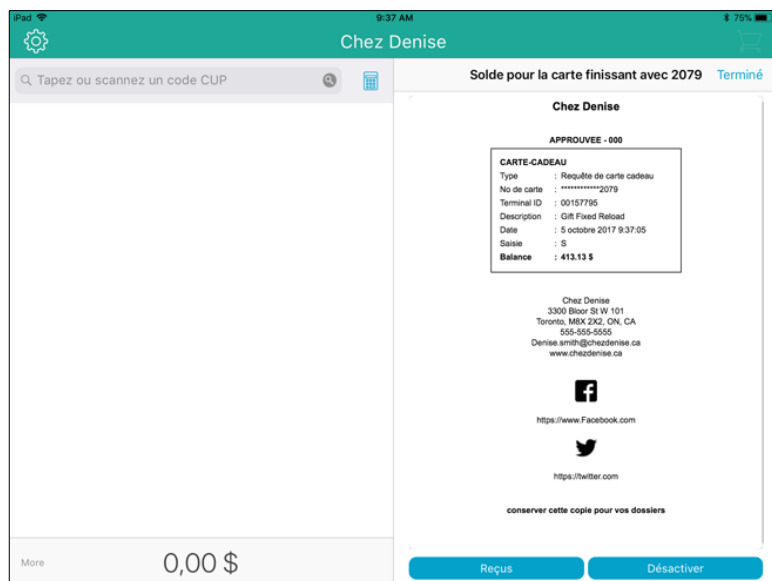 iPad 9:37 AM 75%
Chez Denise
Tapez ou scannez un code CUP
Solde pour la carte finissant avec 2079 Terminé
Chez Denise
APPROUVEE - 000
CARTE-CADEAU
Type : Requête de carte cadeau
No de carte : ************2079
Terminal ID : 00157795
Description : Gift Fixed Reload
Date : 5 octobre 2017 9:37:05
Saisie : S
Balance : 413.13 $
Chez Denise
3300 Bloor St W 101
Toronto, M8X 2X2, ON, CA
555-555-5555
Denise.smith@chezdenise.ca
www.chezdenise.ca
https://www.Facebook.com
https://twitter.com
conserver cette copie pour vos dossiers
More 0,00 $
Reçus Désactiver